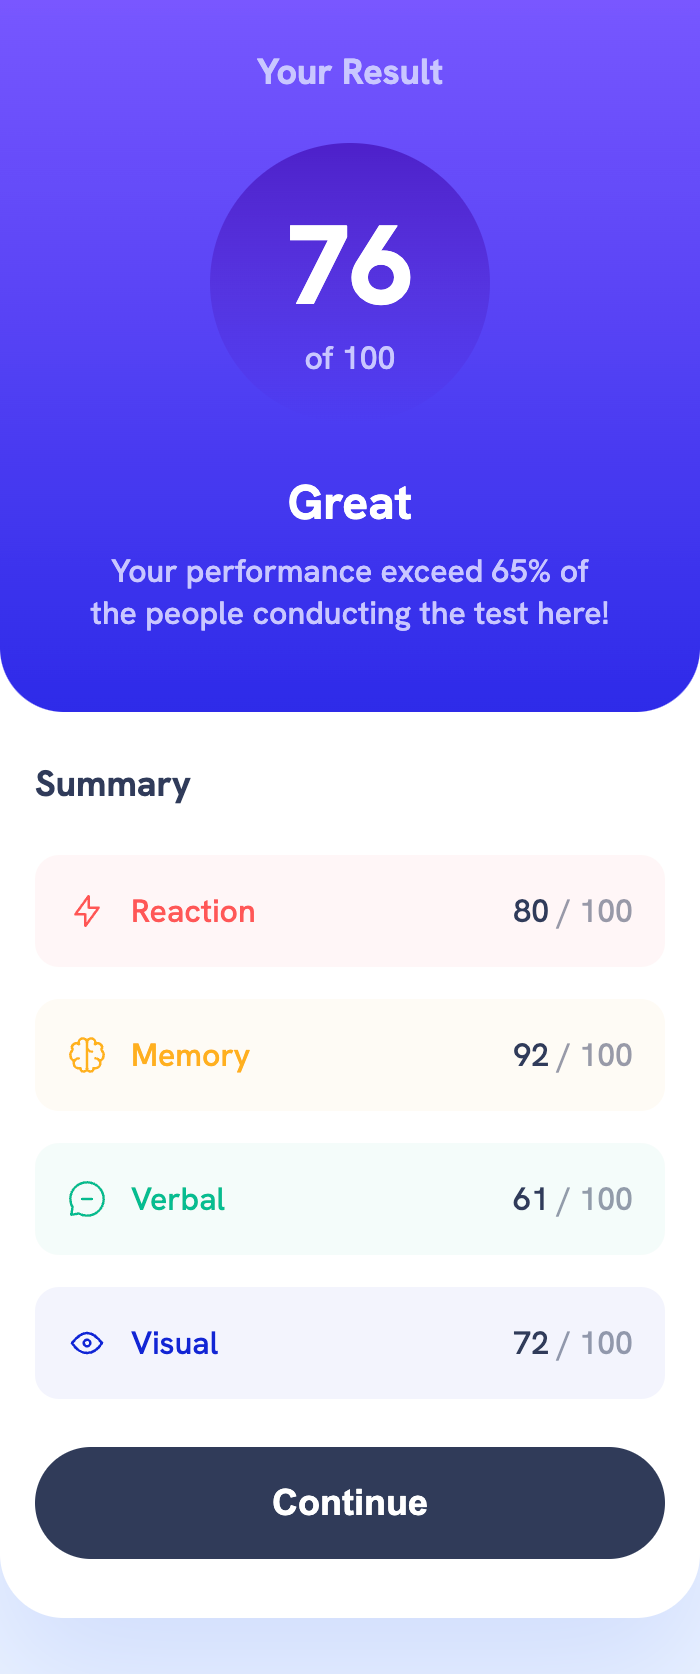 Your Result
76
of 100
Great
Your performance exceed 65% of
the people conducting the test here!
Summary
Reaction 80 / 100
Memory 92 / 100
Verbal 61 / 100
Visual 72 / 100
Continue